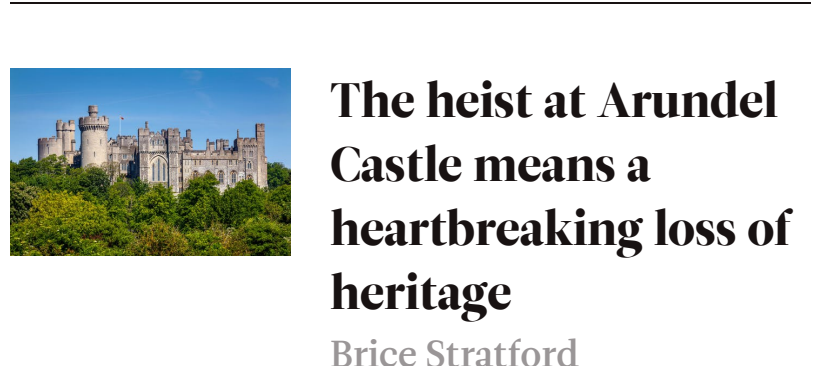 The heist at Arundel
Castle means a
heartbreaking loss of
heritage
Brice Stratford